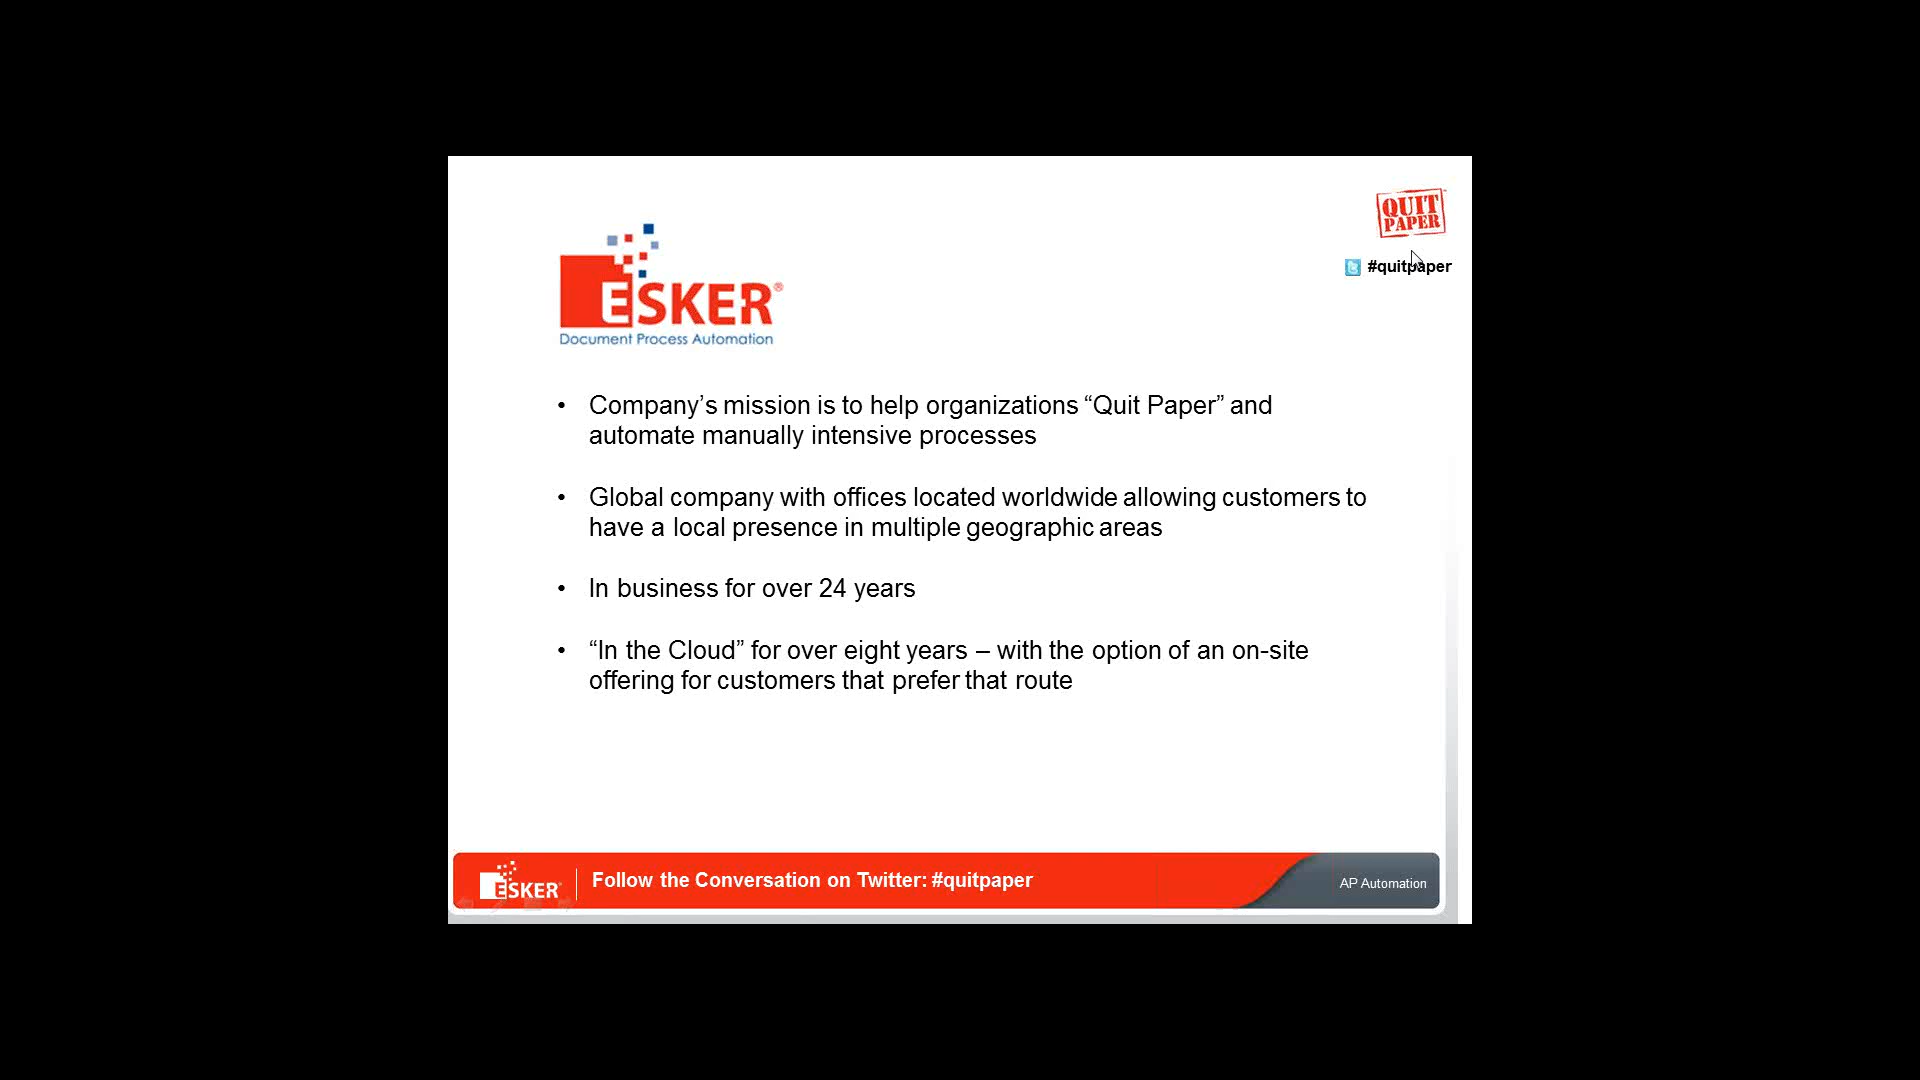 QUIT
PAPER
#quitpaper
ESKER®
Document Process Automation
• Company’s mission is to help organizations “Quit Paper” and
automate manually intensive processes
• Global company with offices located worldwide allowing customers to
have a local presence in multiple geographic areas
• In business for over 24 years
• “In the Cloud” for over eight years – with the option of an on-site
offering for customers that prefer that route
ESKER
Follow the Conversation on Twitter: #quitpaper
AP Automation